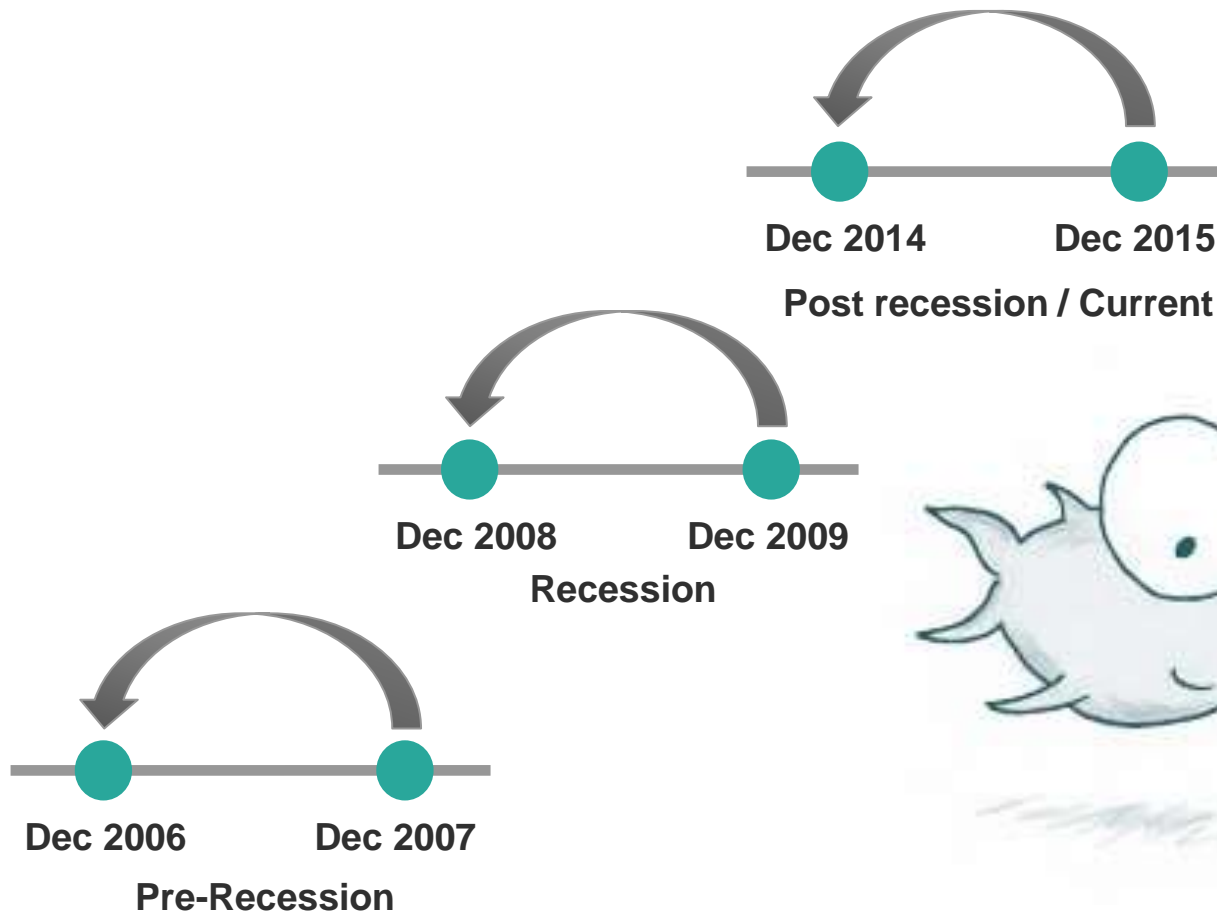 Dec 2014 Dec 2015
Post recession / Current
Dec 2008 Dec 2009
Recession
Dec 2006 Dec 2007
Pre-Recession